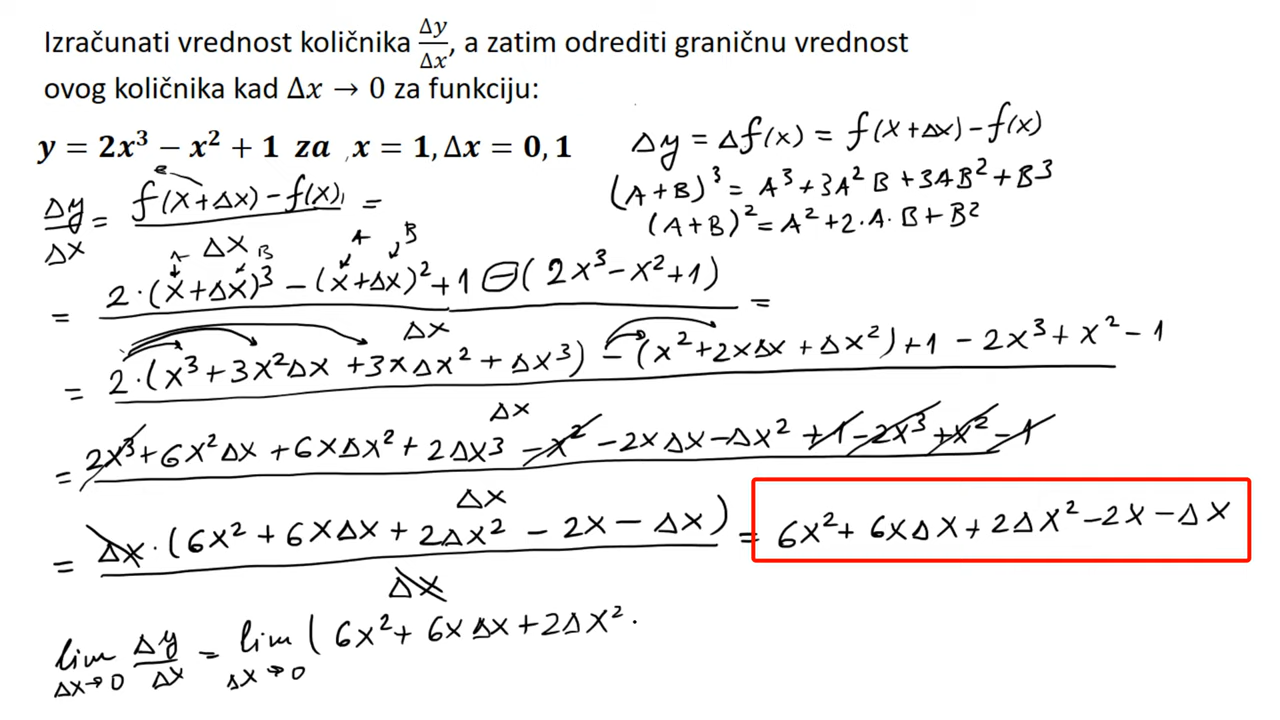 Izračunati vrednost količnika Δy/Δx, a zatim odrediti graničnu vrednost
ovog količnika kad Δx → 0 za funkciju:
y = 2x³ − x² + 1 za x = 1, Δx = 0,1
Δy = Δf(x) = f(x+Δx) − f(x)
(A+B)³ = A³ + 3A²B + 3AB² + B³
(A+B)² = A² + 2·A·B + B²
Δy/Δx = (f(x+Δx) − f(x))/Δx =
A B A B
= (2·(x+Δx)³ − (x+Δx)² + 1 − (2x³ − x² + 1))/Δx =
= (2·(x³ + 3x²Δx + 3xΔx² + Δx³) − (x² + 2xΔx + Δx²) + 1 − 2x³ + x² − 1)/Δx
= (2x³ + 6x²Δx + 6xΔx² + 2Δx³ − x² − 2xΔx − Δx² + 1 − 2x³ + x² − 1)/Δx
= (Δx·(6x² + 6xΔx + 2Δx² − 2x − Δx))/Δx = 6x² + 6xΔx + 2Δx² − 2x − Δx
lim Δx→0 Δy/Δx = lim Δx→0 (6x² + 6xΔx + 2Δx²